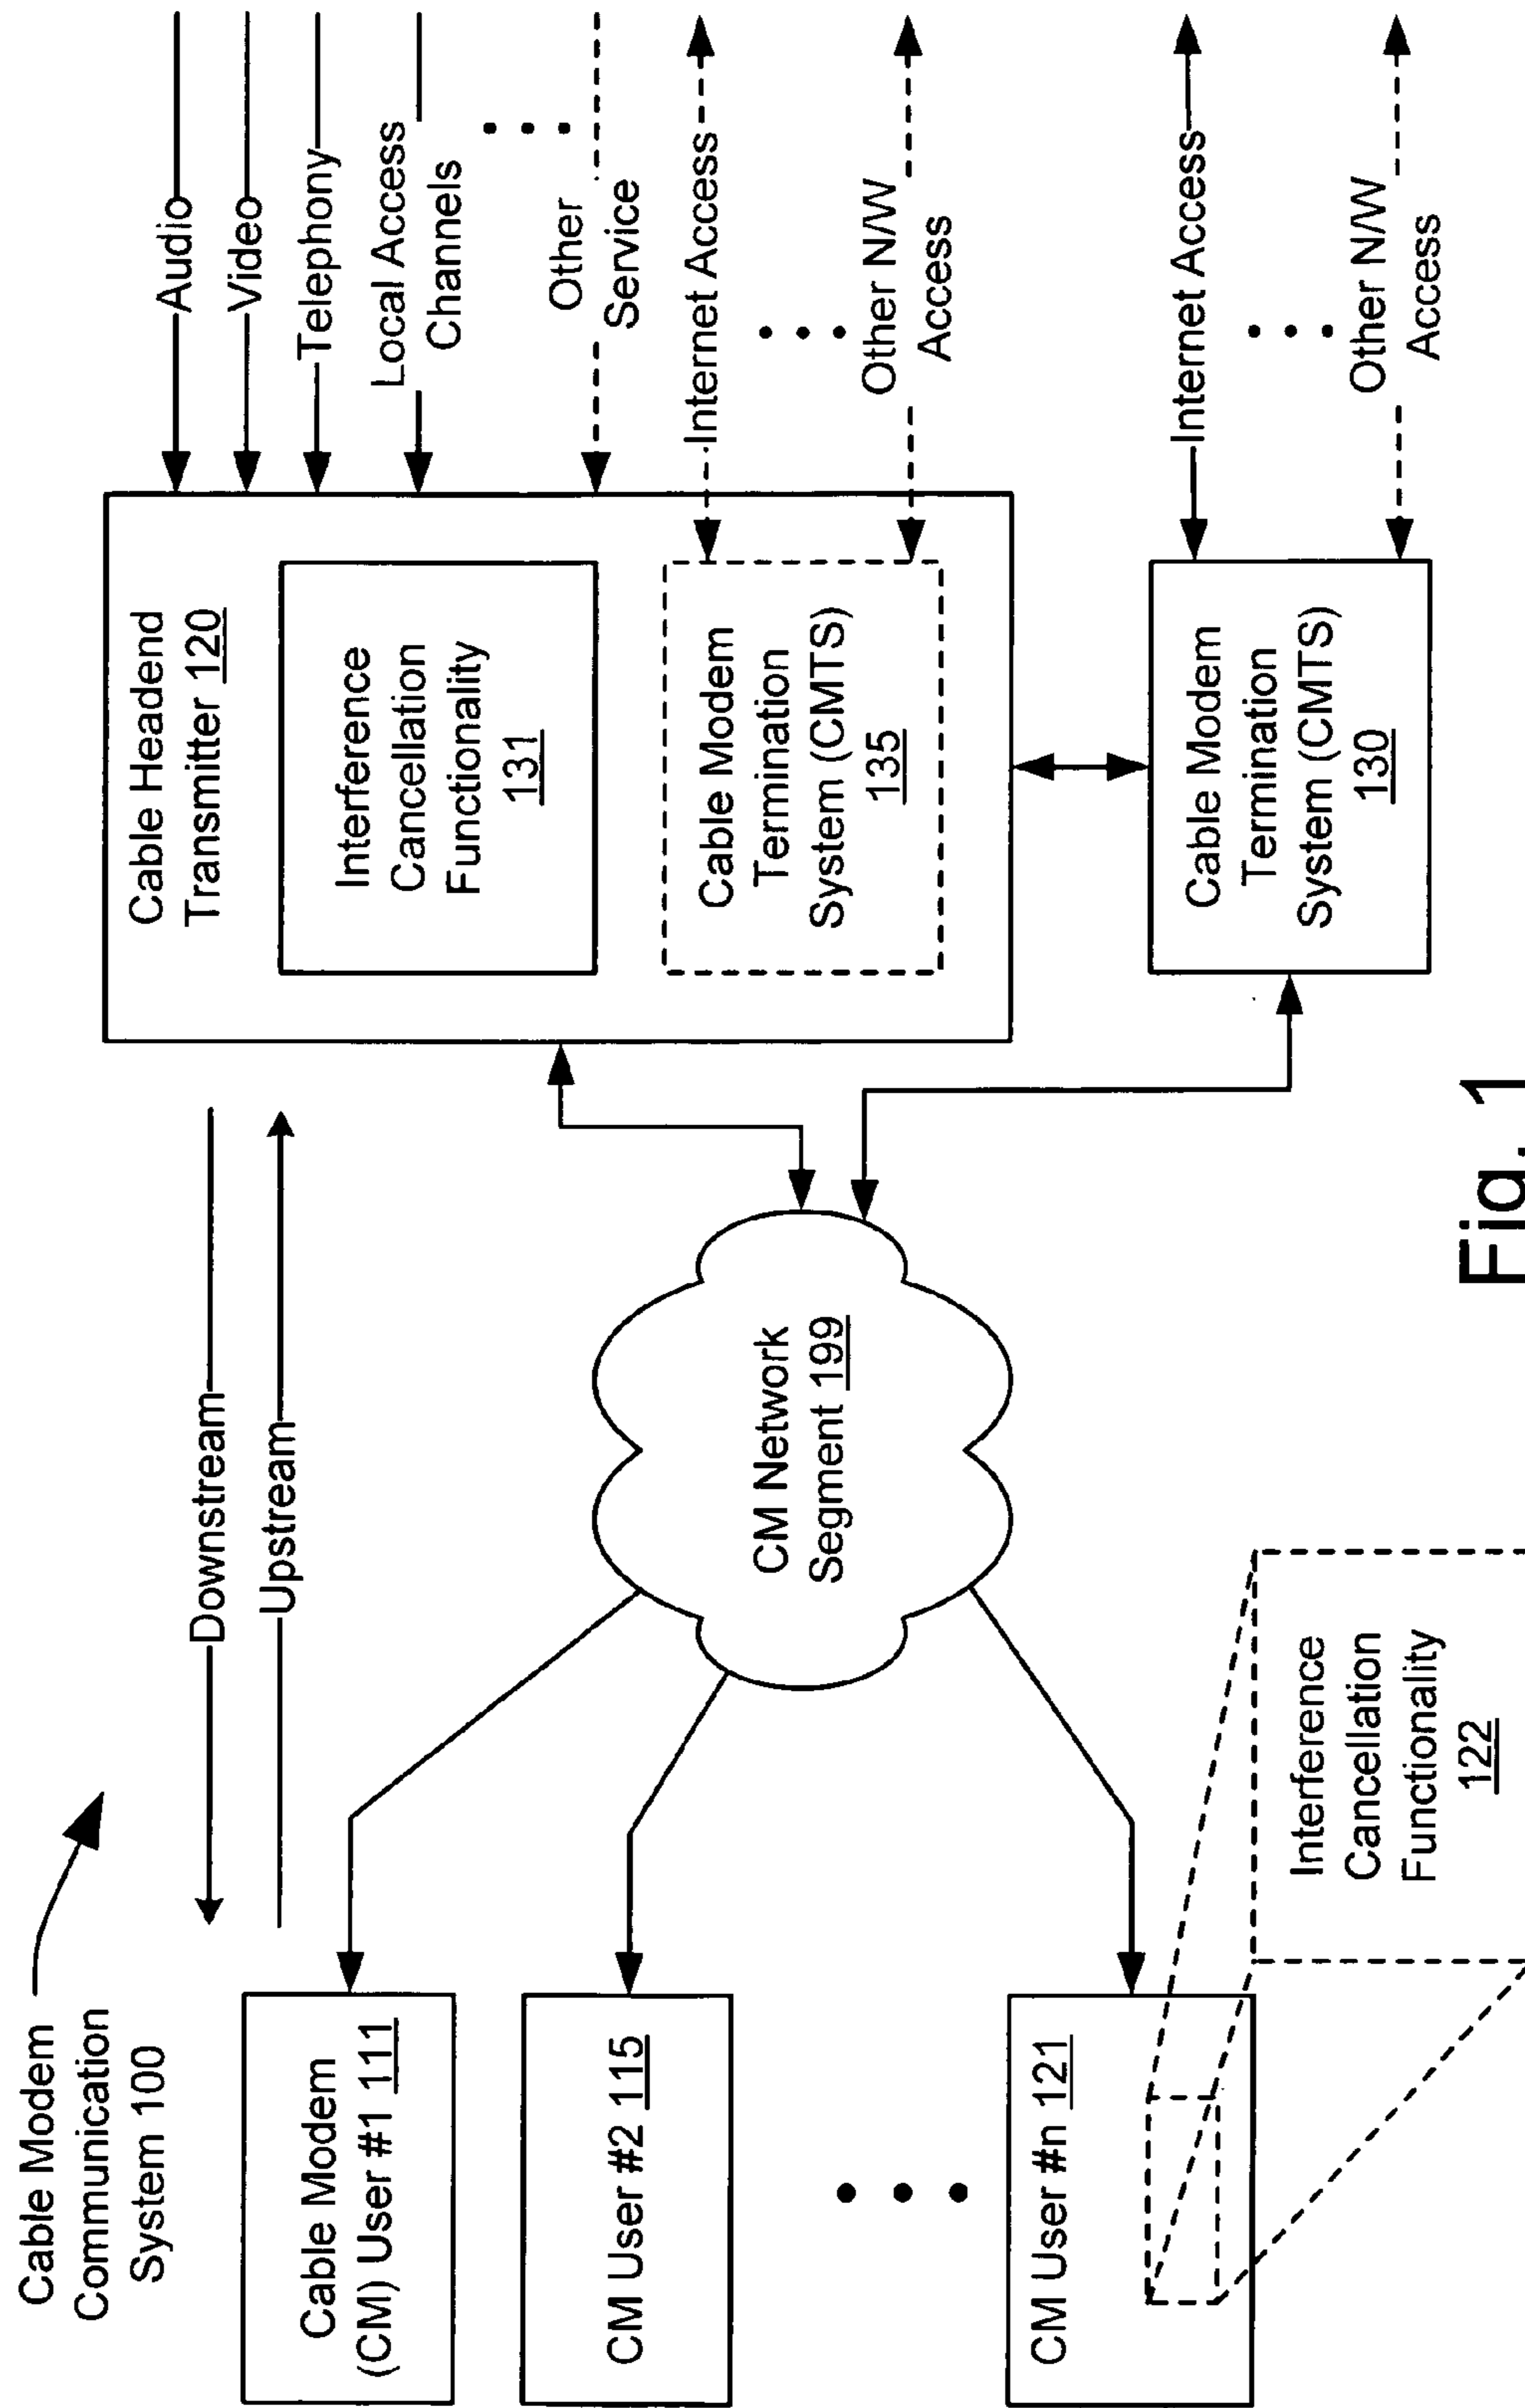 Cable Modem
Communication
System 100
Downstream
Upstream
Cable Modem
(CM) User #1 111
CM User #2 115
CM User #n 121
Interference
Cancellation
Functionality
122
CM Network
Segment 199
Cable Headend
Transmitter 120
Interference
Cancellation
Functionality
131
Cable Modem
Termination
System (CMTS)
135
Cable Modem
Termination
System (CMTS)
130
Audio
Video
Telephony
Local Access
Channels
Other
Service
Internet Access
Other N/W
Access
Internet Access
Other N/W
Access
Fig. 1